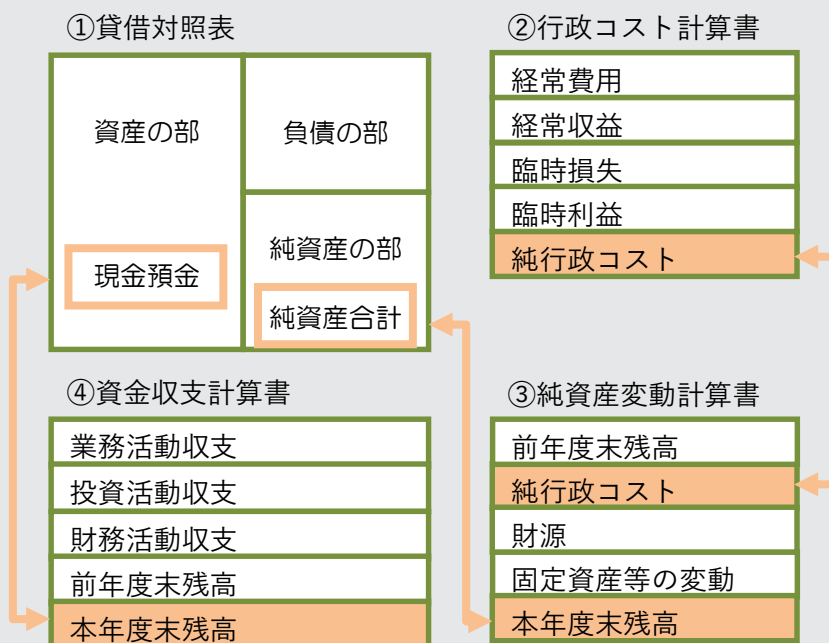 ①貸借対照表
資産の部
現金預金
負債の部
純資産の部
純資産合計
②行政コスト計算書
経常費用
経常収益
臨時損失
臨時利益
純行政コスト
④資金収支計算書
業務活動収支
投資活動収支
財務活動収支
前年度末残高
本年度末残高
③純資産変動計算書
前年度末残高
純行政コスト
財源
固定資産等の変動
本年度末残高